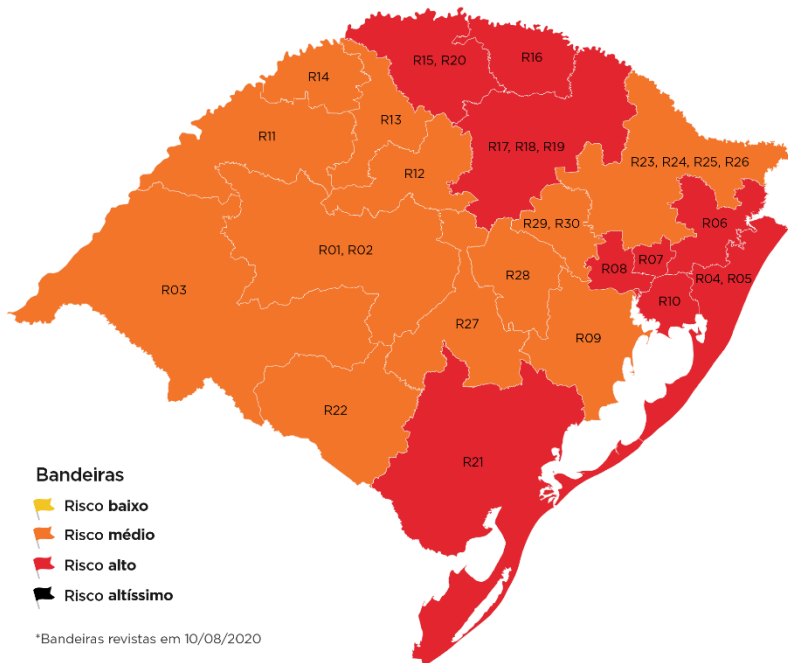 R15, R20
R16
R14
R13
R11
R17, R18, R19
R23, R24, R25, R26
R12
R29, R30
R06
R01, R02
R07
R08
R28
R04, R05
R03
R10
R27
R09
R22
R21
Bandeiras
Risco baixo
Risco médio
Risco alto
Risco altíssimo
*Bandeiras revistas em 10/08/2020